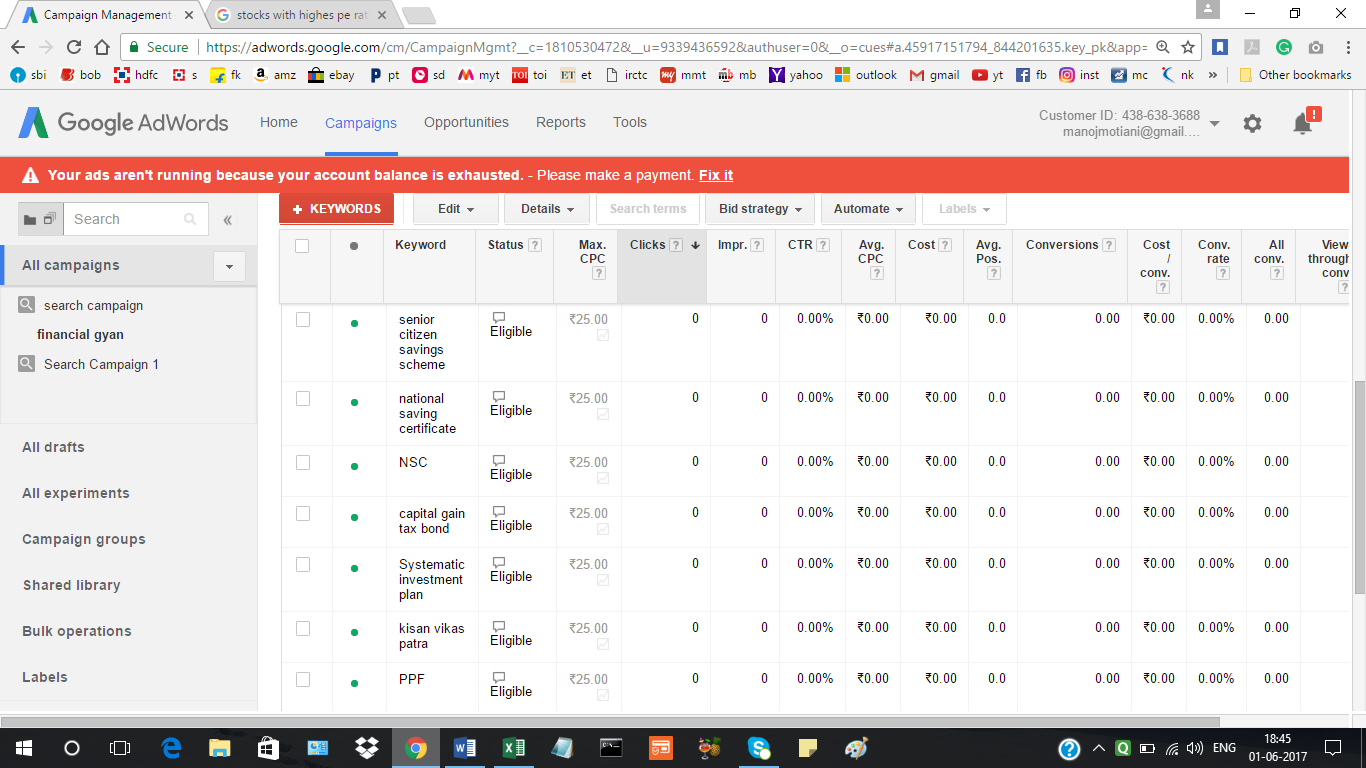 Campaign Management
stocks with highes pe rat
Secure
https://adwords.google.com/cm/CampaignMgmt?__c=1810530472&__u=9339436592&authuser=0&__o=cues#a.45917151794_844201635.key_pk&app=
sbi bob hdfc s fk amz ebay pt sd myt toi et irctc mmt mb yahoo outlook gmail yt fb inst mc nk » Other bookmarks
Google AdWords
Home Campaigns Opportunities Reports Tools
Customer ID: 438-638-3688
manojmotiani@gmail....
!
Your ads aren't running because your account balance is exhausted. - Please make a payment. Fix it
Search «
+ KEYWORDS Edit Details Search terms Bid strategy Automate Labels
All campaigns
search campaign
financial gyan
Search Campaign 1
All drafts
All experiments
Campaign groups
Shared library
Bulk operations
Labels
Keyword Status ? Max. CPC ? Clicks ? Impr. ? CTR ? Avg. CPC ? Cost ? Avg. Pos. ? Conversions ? Cost / conv. ? Conv. rate ? All conv. ? View through conv ?
senior citizen savings scheme Eligible ₹25.00 0 0 0.00% ₹0.00 ₹0.00 0.0 0.00 ₹0.00 0.00% 0.00
national saving certificate Eligible ₹25.00 0 0 0.00% ₹0.00 ₹0.00 0.0 0.00 ₹0.00 0.00% 0.00
NSC Eligible ₹25.00 0 0 0.00% ₹0.00 ₹0.00 0.0 0.00 ₹0.00 0.00% 0.00
capital gain tax bond Eligible ₹25.00 0 0 0.00% ₹0.00 ₹0.00 0.0 0.00 ₹0.00 0.00% 0.00
Systematic investment plan Eligible ₹25.00 0 0 0.00% ₹0.00 ₹0.00 0.0 0.00 ₹0.00 0.00% 0.00
kisan vikas patra Eligible ₹25.00 0 0 0.00% ₹0.00 ₹0.00 0.0 0.00 ₹0.00 0.00% 0.00
PPF Eligible ₹25.00 0 0 0.00% ₹0.00 ₹0.00 0.0 0.00 ₹0.00 0.00% 0.00
ENG
18:45
01-06-2017